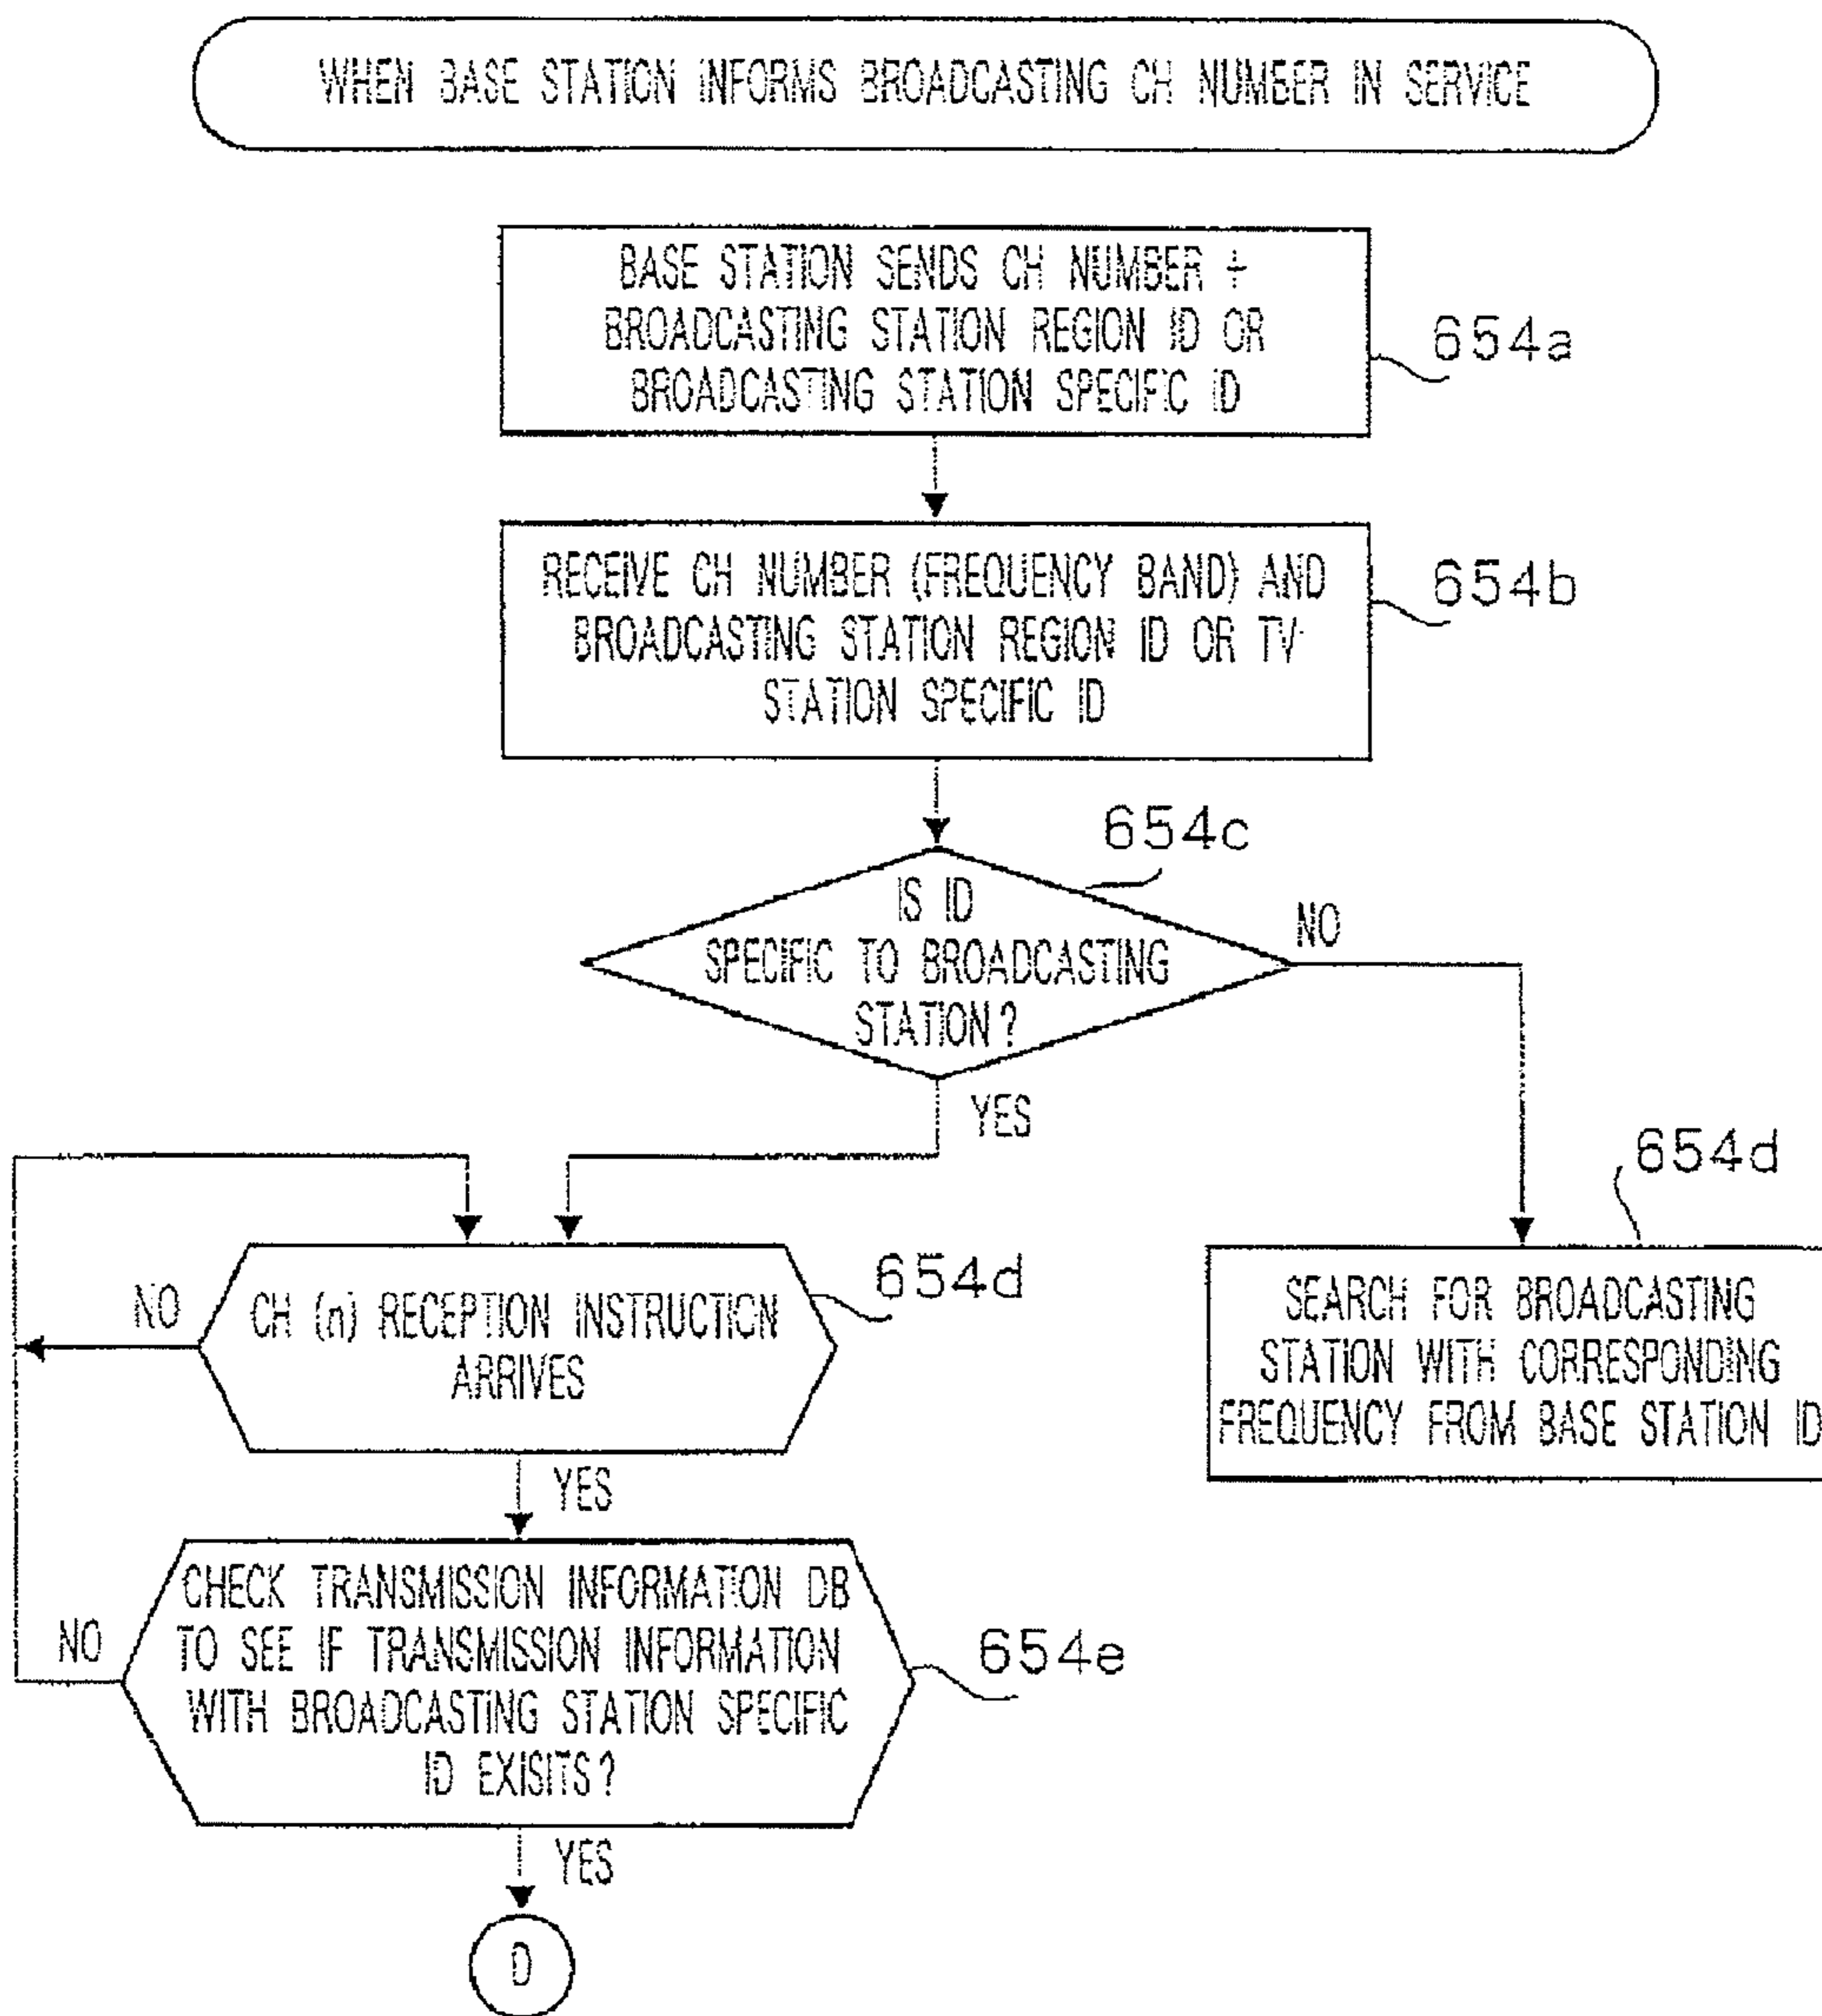 WHEN BASE STATION INFORMS BROADCASTING CH NUMBER IN SERVICE
BASE STATION SENDS CH NUMBER +
BROADCASTING STATION REGION ID OR
BROADCASTING STATION SPECIFIC ID
654a
RECEIVE CH NUMBER (FREQUENCY BAND) AND
BROADCASTING STATION REGION ID OR TV
STATION SPECIFIC ID
654b
654c
IS ID
SPECIFIC TO BROADCASTING
STATION?
NO
YES
654d
CH (n) RECEPTION INSTRUCTION
ARRIVES
NO
654d
SEARCH FOR BROADCASTING
STATION WITH CORRESPONDING
FREQUENCY FROM BASE STATION ID
YES
CHECK TRANSMISSION INFORMATION DB
TO SEE IF TRANSMISSION INFORMATION
WITH BROADCASTING STATION SPECIFIC
ID EXISITS?
NO
654e
YES
D